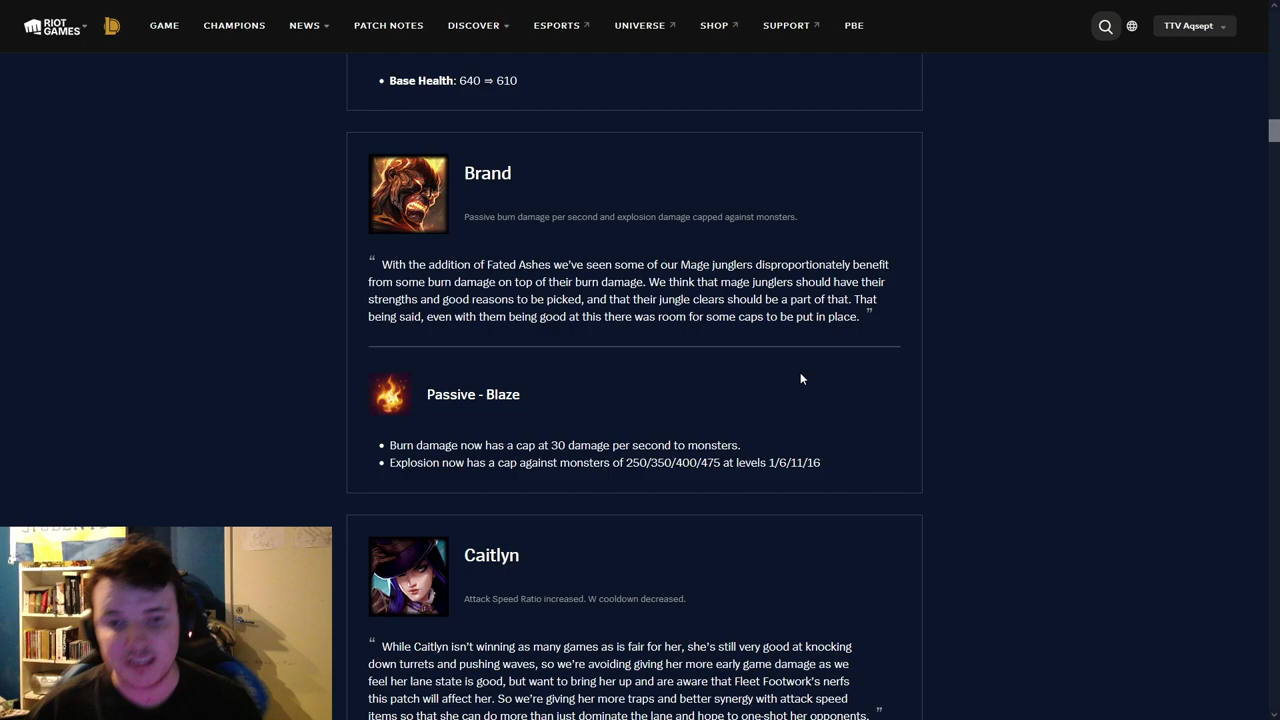 RIOT GAMES
GAME CHAMPIONS NEWS PATCH NOTES DISCOVER ESPORTS UNIVERSE SHOP SUPPORT PBE TTV Aqsept
• Base Health: 640 ⇒ 610
Brand
Passive burn damage per second and explosion damage capped against monsters.
“ With the addition of Fated Ashes we’ve seen some of our Mage junglers disproportionately benefit
from some burn damage on top of their burn damage. We think that mage junglers should have their
strengths and good reasons to be picked, and that their jungle clears should be a part of that. That
being said, even with them being good at this there was room for some caps to be put in place. ”
Passive - Blaze
• Burn damage now has a cap at 30 damage per second to monsters.
• Explosion now has a cap against monsters of 250/350/400/475 at levels 1/6/11/16
Caitlyn
Attack Speed Ratio increased. W cooldown decreased.
“ While Caitlyn isn’t winning as many games as is fair for her, she’s still very good at knocking
down turrets and pushing waves, so we’re avoiding giving her more early game damage as we
feel her lane state is good, but want to bring her up and are aware that Fleet Footwork’s nerfs
this patch will affect her. So we’re giving her more traps and better synergy with attack speed
items so that she can do more than just dominate the lane and hope to one-shot her opponents. ”